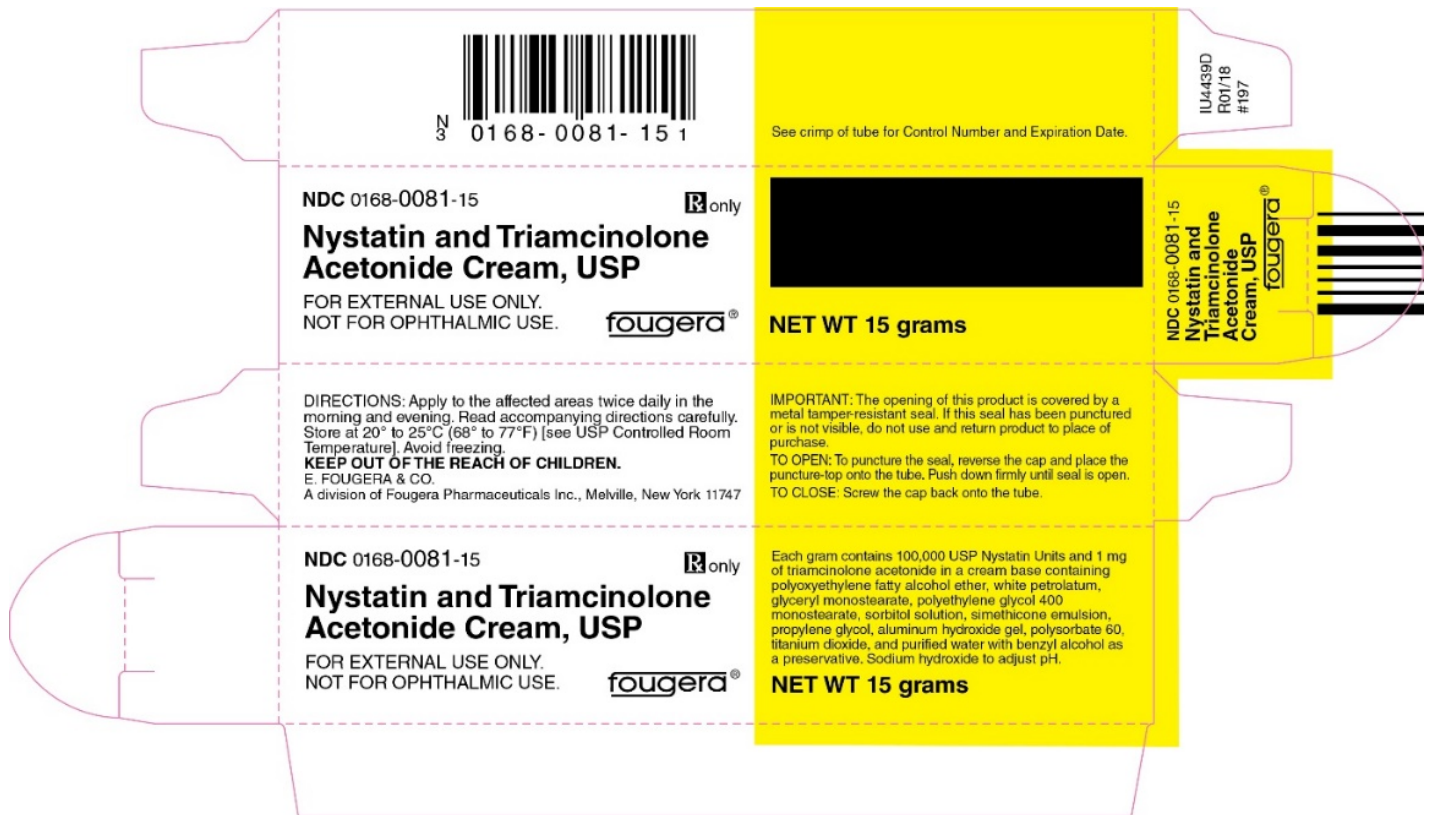 N
3
0168-0081-15 1
See crimp of tube for Control Number and Expiration Date.
IU4439D
R01/18
#197
NDC 0168-0081-15
Rx only
Nystatin and Triamcinolone
Acetonide Cream, USP
FOR EXTERNAL USE ONLY.
NOT FOR OPHTHALMIC USE.
fougera®
NET WT 15 grams
NDC 0168-0081-15
Nystatin and
Triamcinolone
Acetonide
Cream, USP
fougera®
DIRECTIONS: Apply to the affected areas twice daily in the
morning and evening. Read accompanying directions carefully.
Store at 20° to 25°C (68° to 77°F) [see USP Controlled Room
Temperature]. Avoid freezing.
KEEP OUT OF THE REACH OF CHILDREN.
E. FOUGERA & CO.
A division of Fougera Pharmaceuticals Inc., Melville, New York 11747
IMPORTANT: The opening of this product is covered by a
metal tamper-resistant seal. If this seal has been punctured
or is not visible, do not use and return product to place of
purchase.
TO OPEN: To puncture the seal, reverse the cap and place the
puncture-top onto the tube. Push down firmly until seal is open.
TO CLOSE: Screw the cap back onto the tube.
NDC 0168-0081-15
Rx only
Nystatin and Triamcinolone
Acetonide Cream, USP
FOR EXTERNAL USE ONLY.
NOT FOR OPHTHALMIC USE.
fougera®
Each gram contains 100,000 USP Nystatin Units and 1 mg
of triamcinolone acetonide in a cream base containing
polyoxyethylene fatty alcohol ether, white petrolatum,
glyceryl monostearate, polyethylene glycol 400
monostearate, sorbitol solution, simethicone emulsion,
propylene glycol, aluminum hydroxide gel, polysorbate 60,
titanium dioxide, and purified water with benzyl alcohol as
a preservative. Sodium hydroxide to adjust pH.
NET WT 15 grams